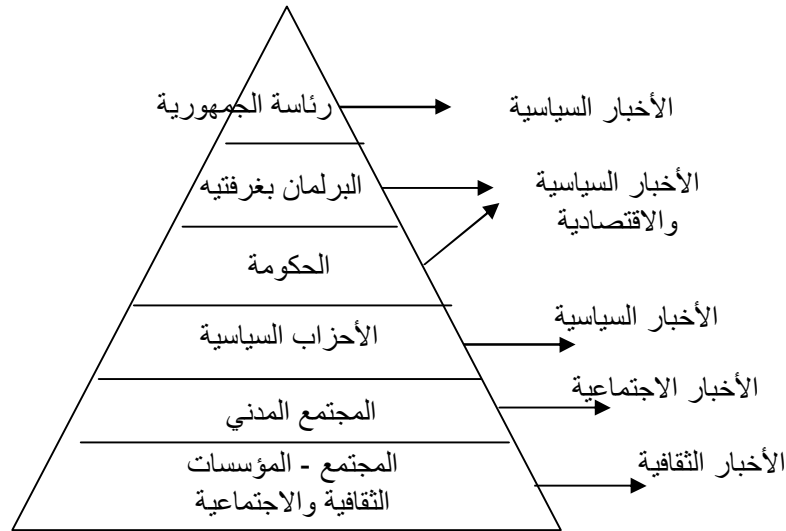 رئاسة الجمهورية
الأخبار السياسية
البرلمان بغرفتيه
الأخبار السياسية
والاقتصادية
الحكومة
الأحزاب السياسية
الأخبار السياسية
المجتمع المدني
الأخبار الاجتماعية
المجتمع - المؤسسات
الثقافية والاجتماعية
الأخبار الثقافية